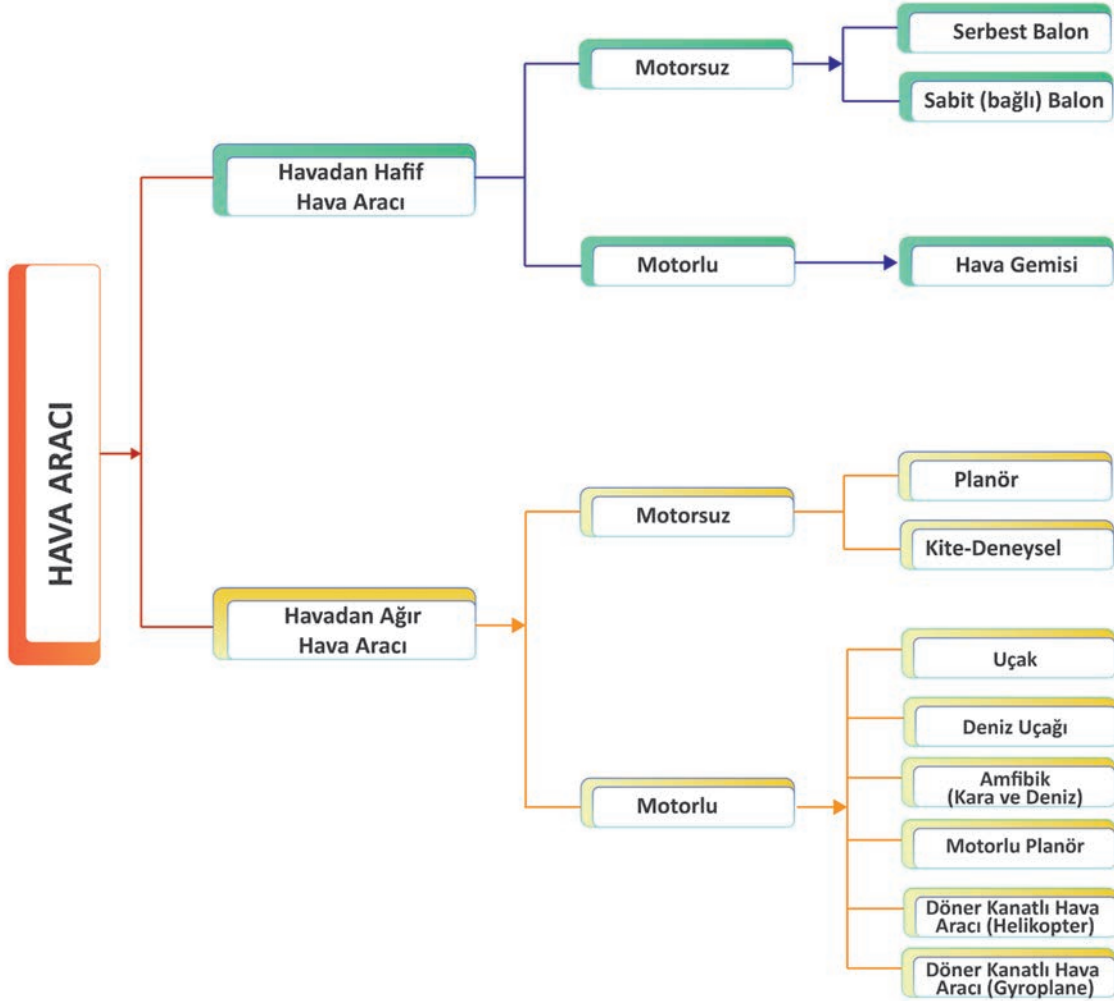 HAVA ARACI
Havadan Hafif
Hava Aracı
Motorsuz
Serbest Balon
Sabit (bağlı) Balon
Motorlu
Hava Gemisi
Havadan Ağır
Hava Aracı
Motorsuz
Planör
Kite-Deneysel
Motorlu
Uçak
Deniz Uçağı
Amfibik
(Kara ve Deniz)
Motorlu Planör
Döner Kanatlı Hava
Aracı (Helikopter)
Döner Kanatlı Hava
Aracı (Gyroplane)